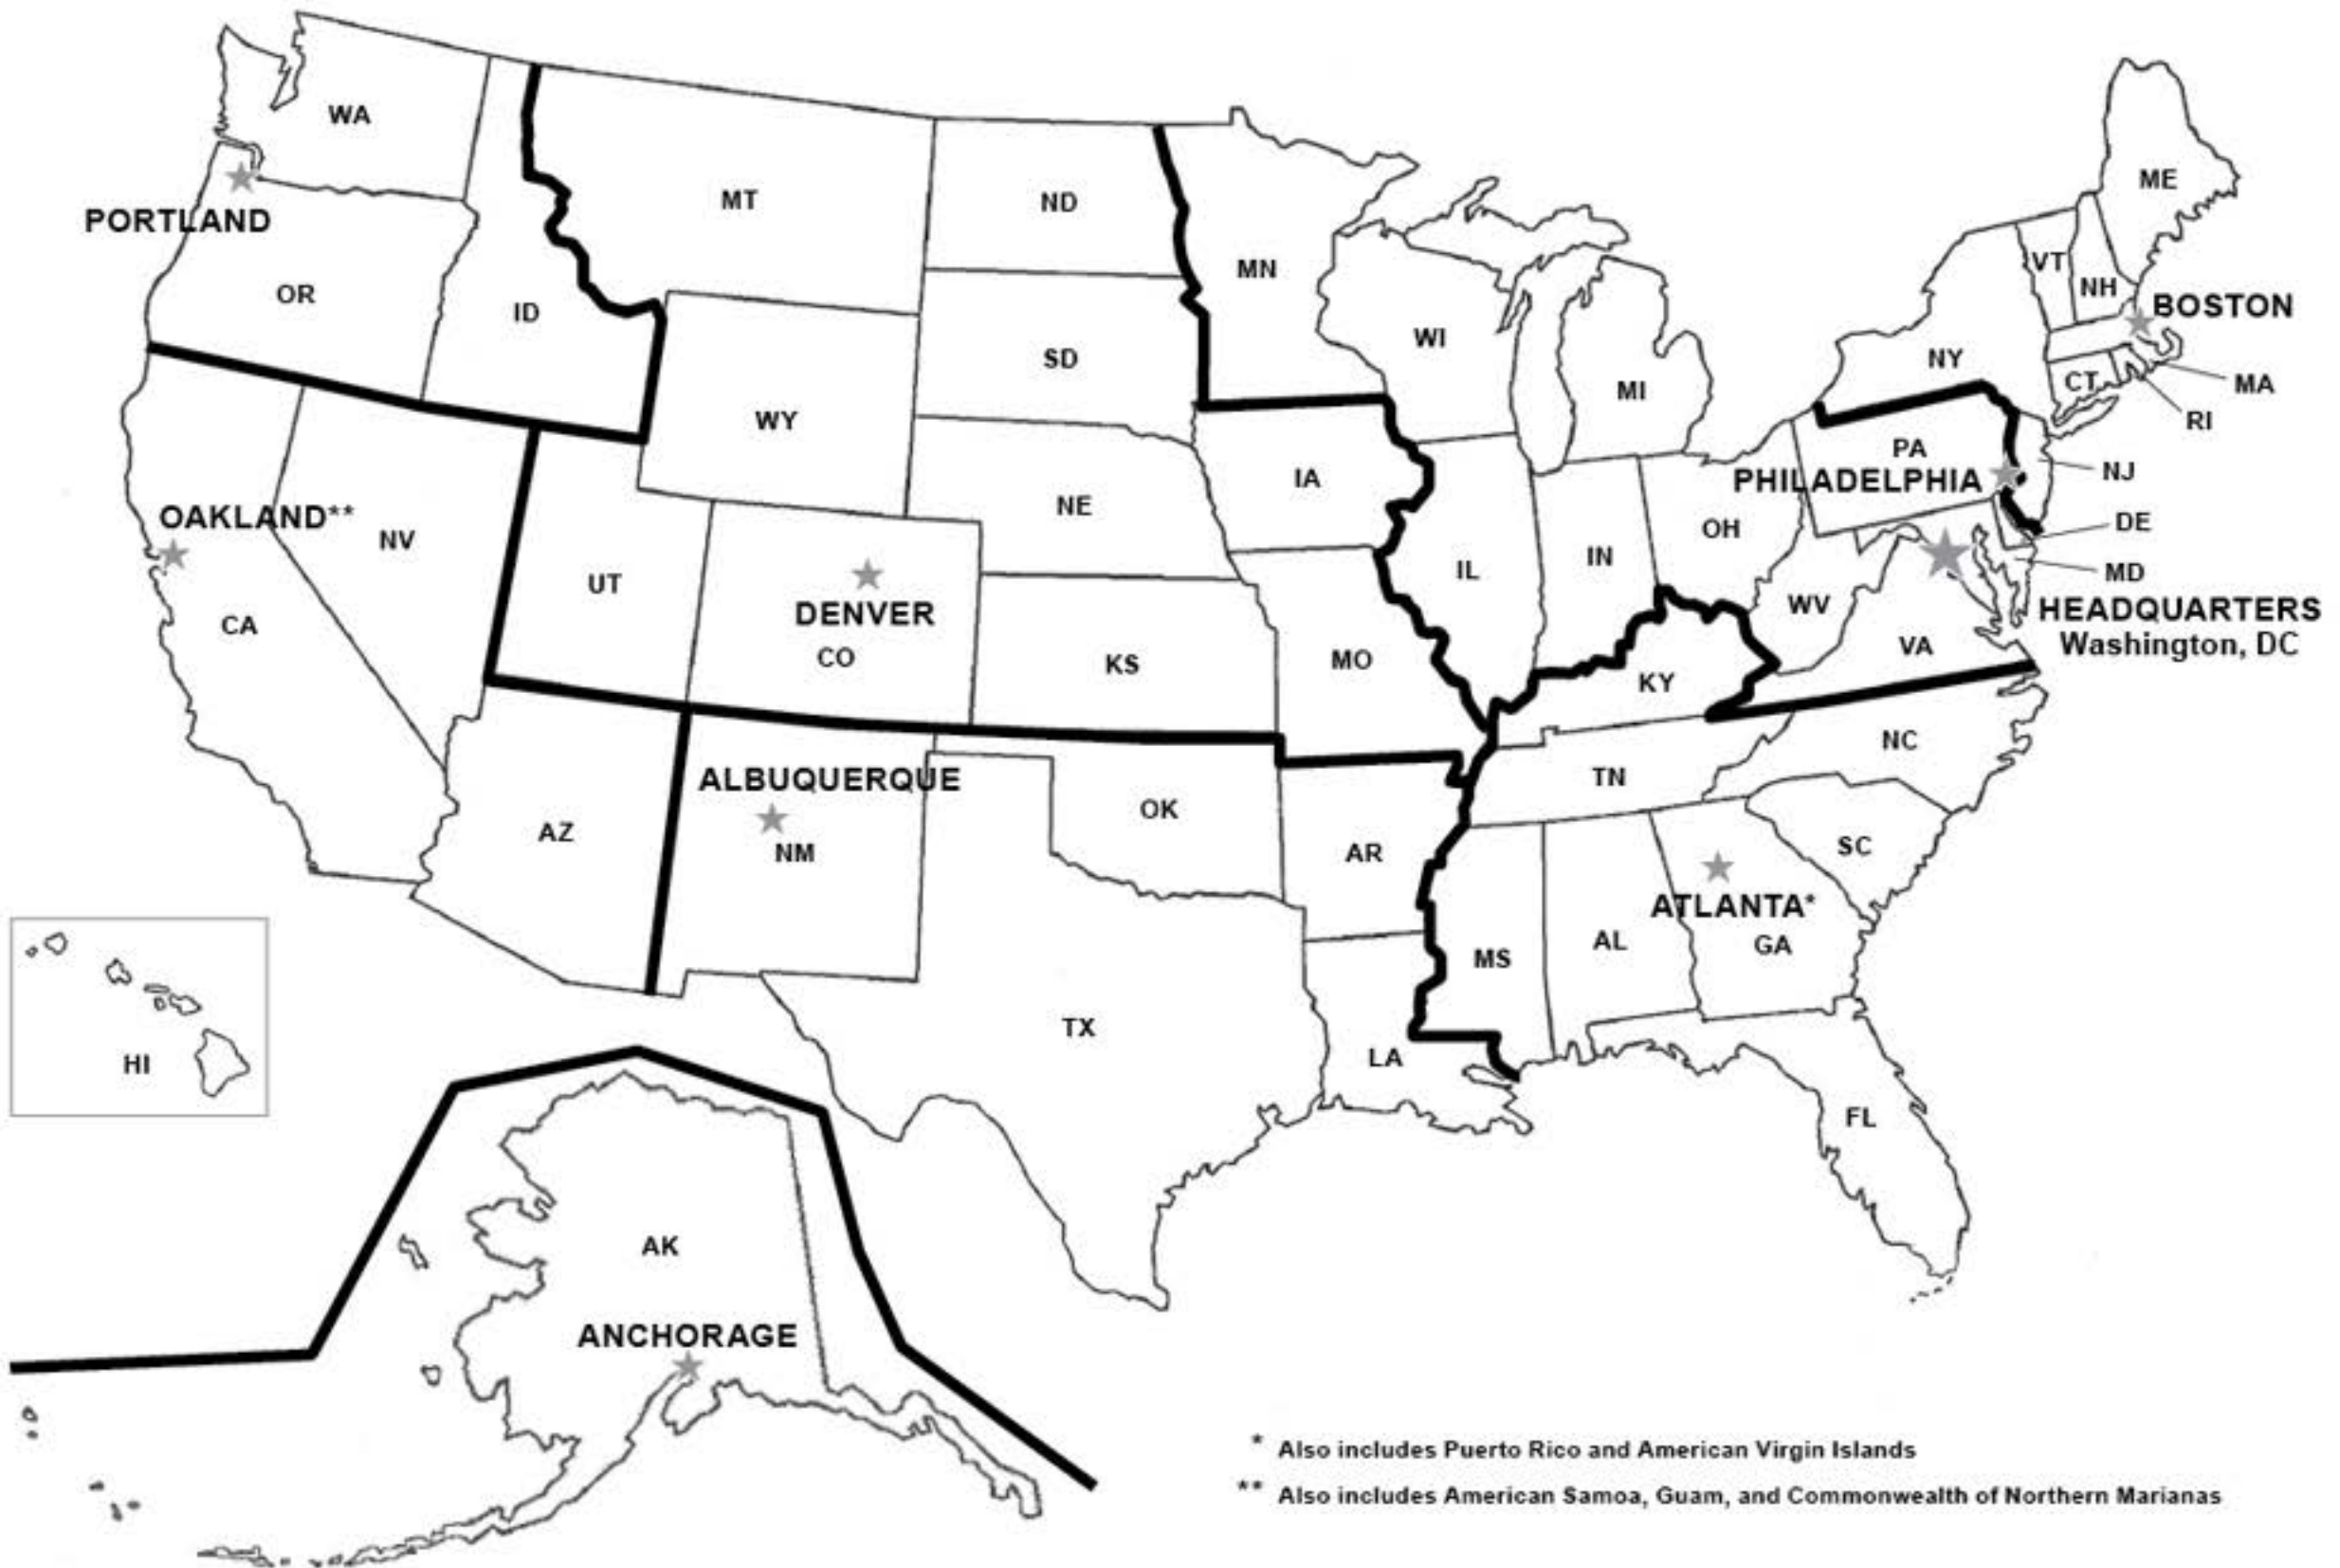 WA
MT
ND
ME
PORTLAND
MN
VT
NH
OR
ID
BOSTON
WI
SD
NY
MI
CT
MA
WY
RI
PA
IA
NJ
PHILADELPHIA
NE
OAKLAND**
DE
OH
NV
IN
IL
MD
UT
WV
HEADQUARTERS
DENVER
CA
VA
Washington, DC
CO
MO
KS
KY
NC
ALBUQUERQUE
TN
OK
AZ
SC
NM
AR
ATLANTA*
AL
GA
MS
TX
LA
HI
FL
AK
ANCHORAGE
* Also includes Puerto Rico and American Virgin Islands
** Also includes American Samoa, Guam, and Commonwealth of Northern Marianas